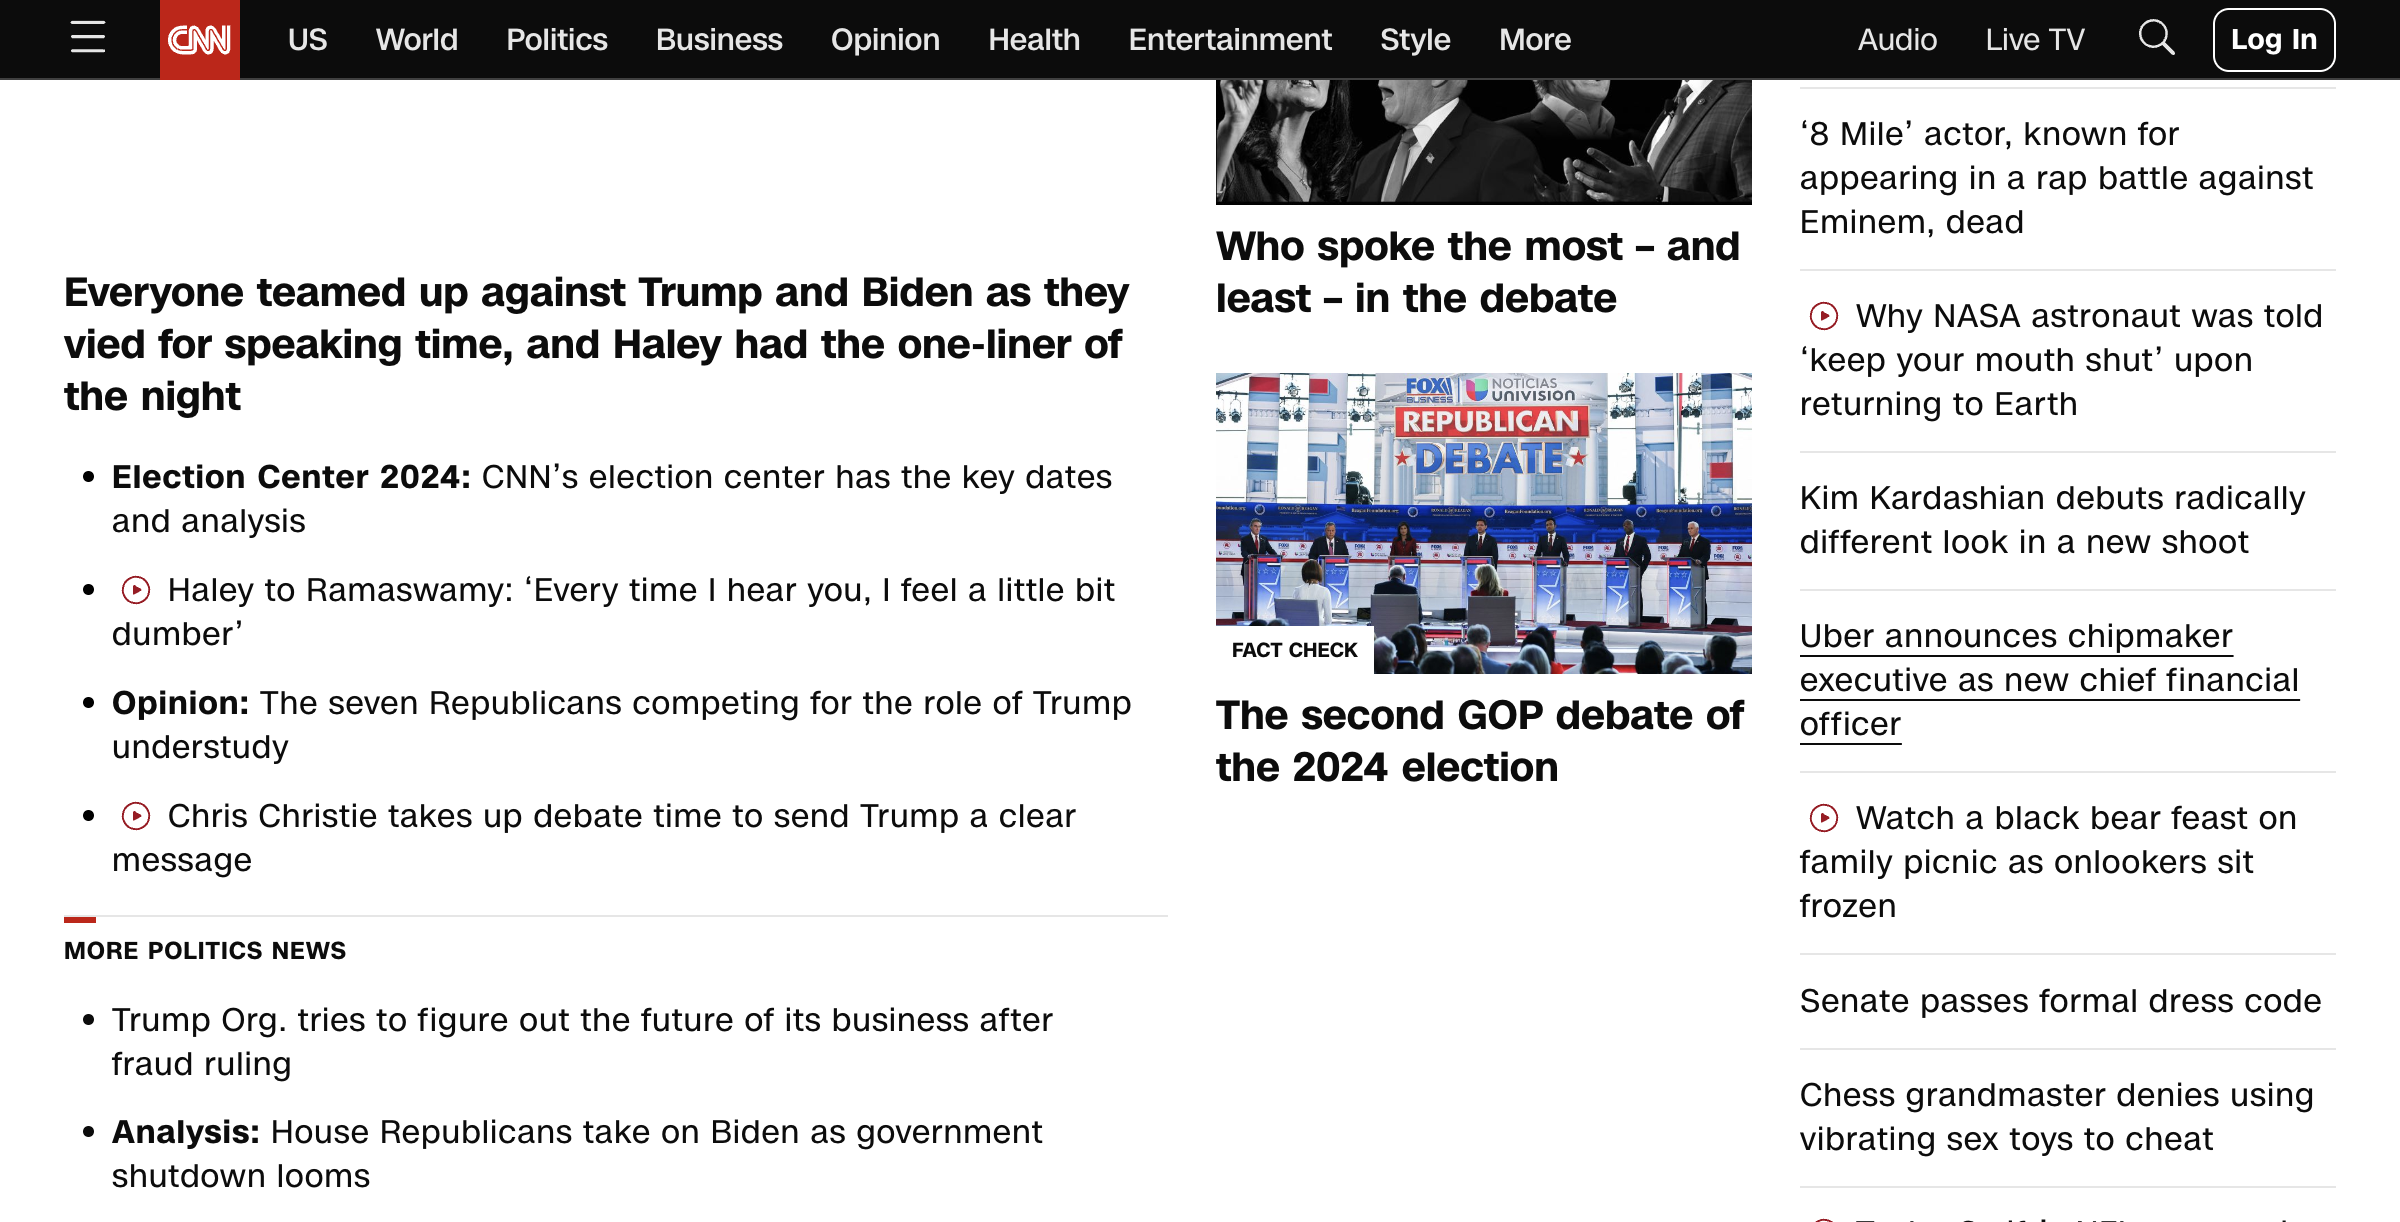 CNN
US
World
Politics
Business
Opinion
Health
Entertainment
Style
More
Audio
Live TV
Log In
Everyone teamed up against Trump and Biden as they
vied for speaking time, and Haley had the one-liner of
the night
Election Center 2024: CNN’s election center has the key dates
and analysis
Haley to Ramaswamy: ‘Every time I hear you, I feel a little bit
dumber’
Opinion: The seven Republicans competing for the role of Trump
understudy
Chris Christie takes up debate time to send Trump a clear
message
MORE POLITICS NEWS
Trump Org. tries to figure out the future of its business after
fraud ruling
Analysis: House Republicans take on Biden as government
shutdown looms
Who spoke the most – and
least – in the debate
FOX
BUSINESS
NOTICIAS
UNIVISION
REPUBLICAN
DEBATE
FACT CHECK
The second GOP debate of
the 2024 election
‘8 Mile’ actor, known for
appearing in a rap battle against
Eminem, dead
Why NASA astronaut was told
‘keep your mouth shut’ upon
returning to Earth
Kim Kardashian debuts radically
different look in a new shoot
Uber announces chipmaker
executive as new chief financial
officer
Watch a black bear feast on
family picnic as onlookers sit
frozen
Senate passes formal dress code
Chess grandmaster denies using
vibrating sex toys to cheat